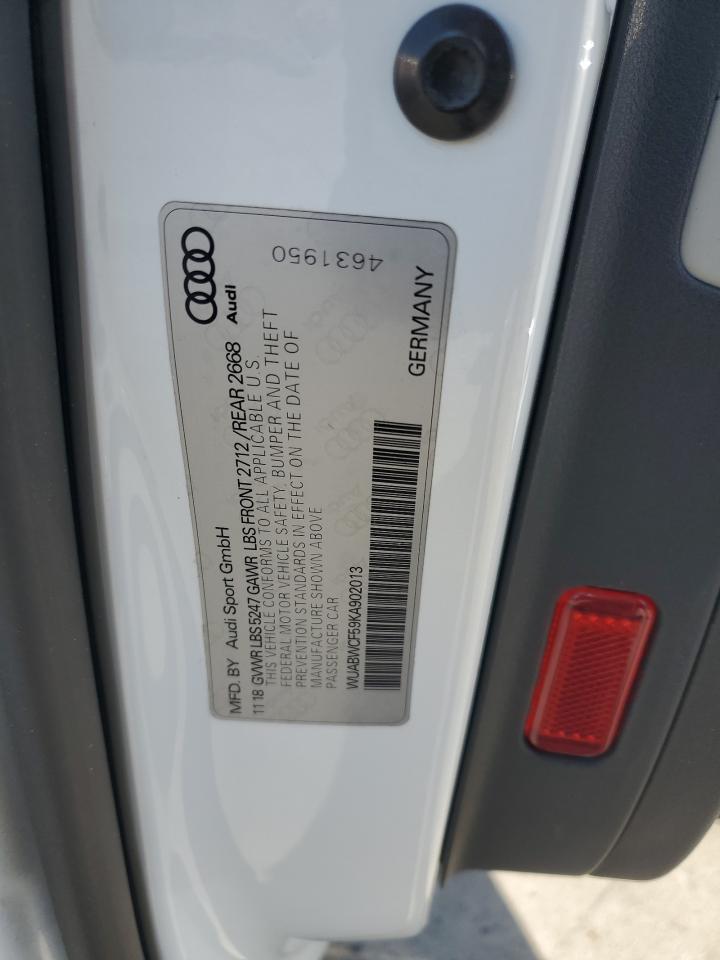 Audi
4631950
MFD. BY Audi Sport GmbH
11 18 GVWR LBS 5247 GAWR LBS FRONT 2712/REAR 2668
THIS VEHICLE CONFORMS TO ALL APPLICABLE U.S.
FEDERAL MOTOR VEHICLE SAFETY, BUMPER AND THEFT
PREVENTION STANDARDS IN EFFECT ON THE DATE OF
MANUFACTURE SHOWN ABOVE
PASSENGER CAR
WUABWCF59KA902013
GERMANY